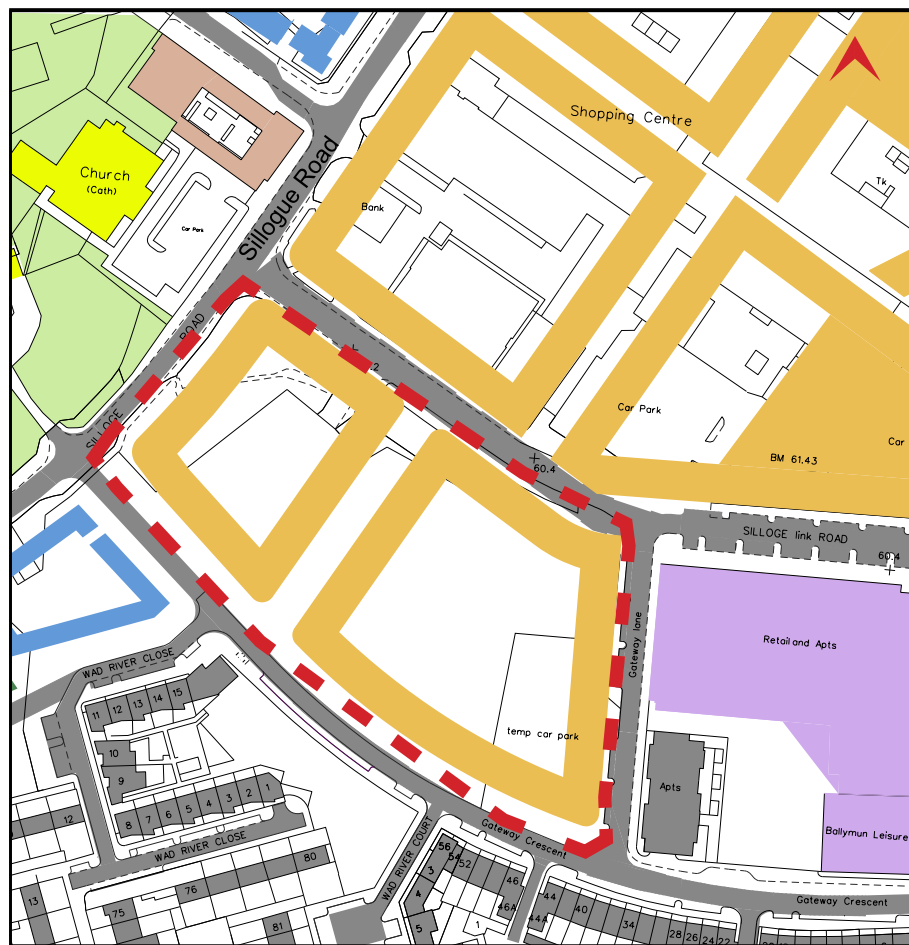 Shopping Centre
Church
(Cath)
Sillogue Road
Tk
Bank
Car Park
ROAD
SILLOGE
.2
Car Park
Car
BM 61.43
60.4
SILLOGE link ROAD
60.4
Retail and Apts
Gateway lane
WAD RIVER CLOSE
temp car park
11
12
13
14
15
10
9
Apts
8
7
6
5
4
3
2
1
12
WAD RIVER CLOSE
Gateway Crescent
Ballymun Leisure
80
76
75
81
13
WAD RIVER COURT
56
54
52
3
4
5
46
46A
1
44
44A
40
34
28
26
24
22
Gateway Crescent